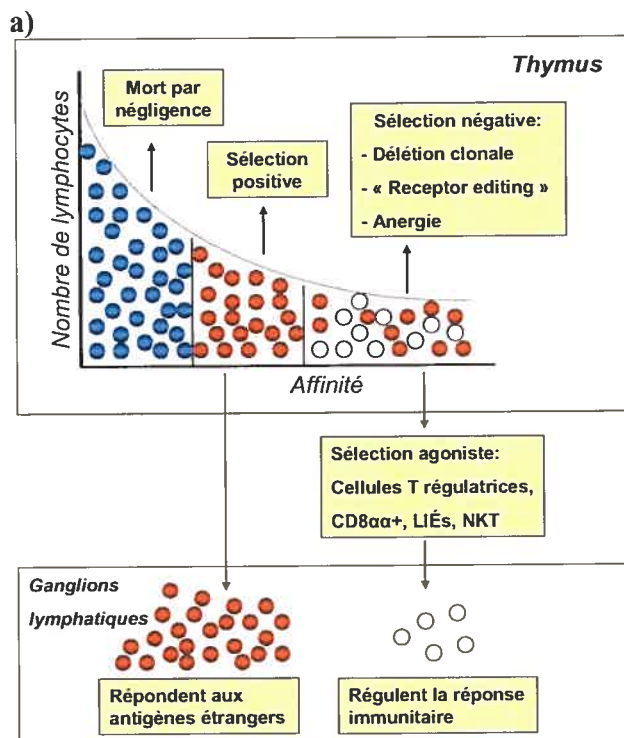 a)
Thymus
Mort par
négligence
Sélection
positive
Sélection négative:
- Délétion clonale
- « Receptor editing »
- Anergie
Nombre de lymphocytes
Affinité
Sélection agoniste:
Cellules T régulatrices,
CD8αα+, LIÉs, NKT
Ganglions
lymphatiques
Répondent aux
antigènes étrangers
Régulent la réponse
immunitaire